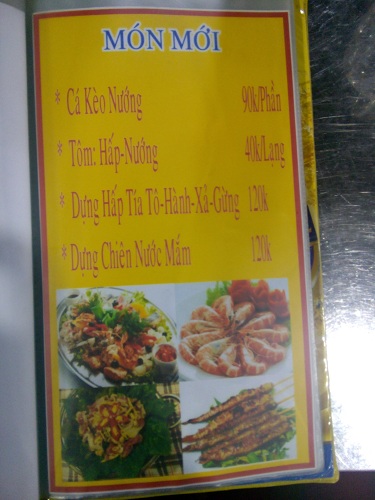 MÓN MỚI
* Cá Kèo Nướng 90k/Phần
* Tôm: Hấp-Nướng 40k/Lạng
* Dựng Hấp Tía Tô-Hành-Xả-Gừng 120k
* Dựng Chiên Nước Mắm 120k